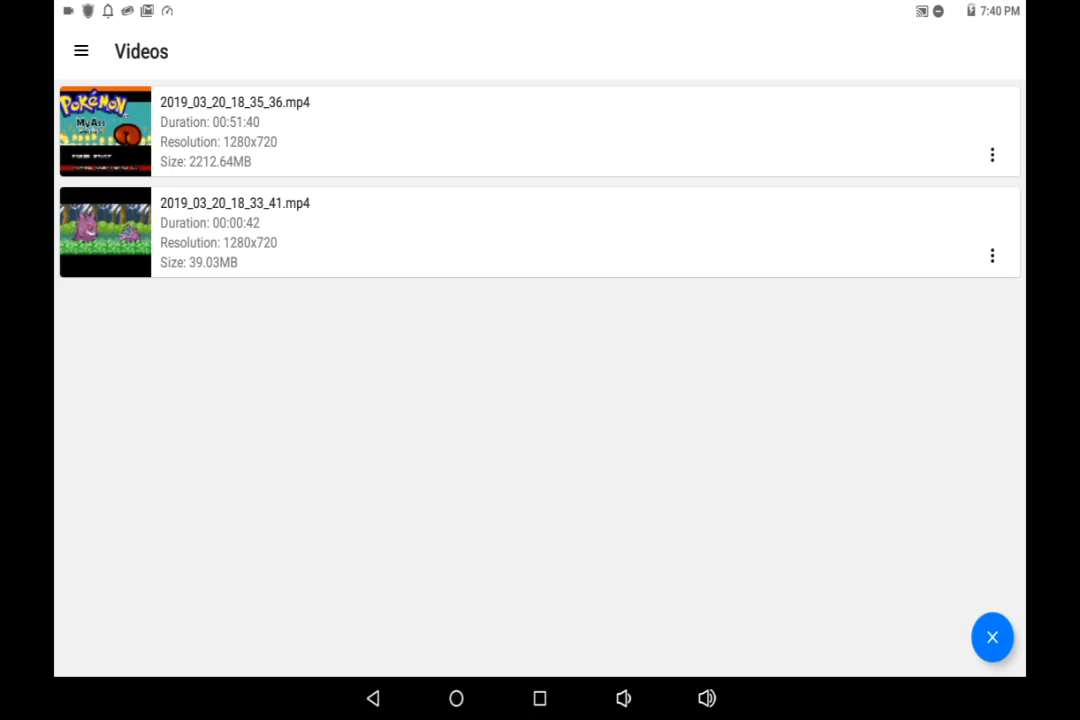 7:40 PM
Videos
POKéMON
2019_03_20_18_35_36.mp4
Duration: 00:51:40
Resolution: 1280x720
Size: 2212.64MB
2019_03_20_18_33_41.mp4
Duration: 00:00:42
Resolution: 1280x720
Size: 39.03MB